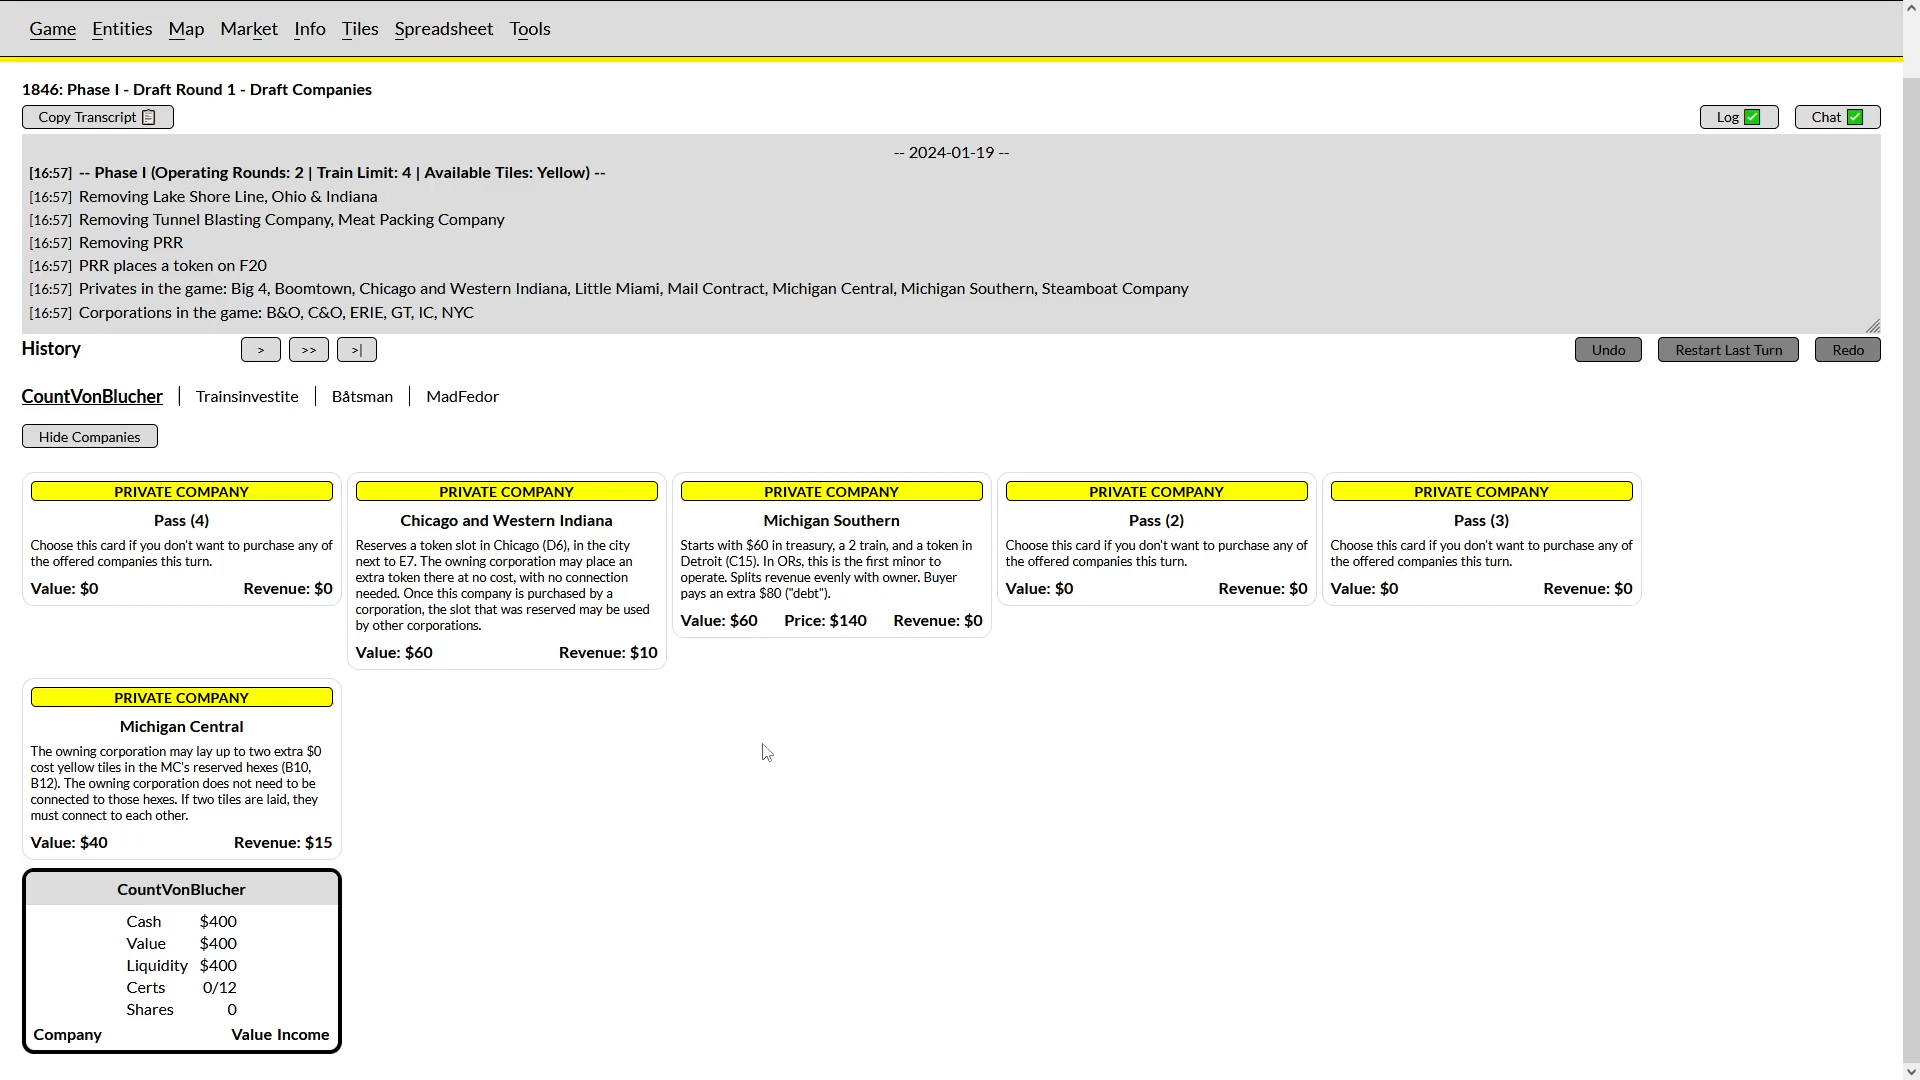 Game Entities Map Market Info Tiles Spreadsheet Tools
1846: Phase I - Draft Round 1 - Draft Companies
Copy Transcript 📋
Log ✅ Chat ✅
-- 2024-01-19 --
[16:57] -- Phase I (Operating Rounds: 2 | Train Limit: 4 | Available Tiles: Yellow) --
[16:57] Removing Lake Shore Line, Ohio & Indiana
[16:57] Removing Tunnel Blasting Company, Meat Packing Company
[16:57] Removing PRR
[16:57] PRR places a token on F20
[16:57] Privates in the game: Big 4, Boomtown, Chicago and Western Indiana, Little Miami, Mail Contract, Michigan Central, Michigan Southern, Steamboat Company
[16:57] Corporations in the game: B&O, C&O, ERIE, GT, IC, NYC
History > >> >| Undo Restart Last Turn Redo
CountVonBlucher | Trainsinvestite | Båtsman | MadFedor
Hide Companies
PRIVATE COMPANY
Pass (4)
Choose this card if you don't want to purchase any of
the offered companies this turn.
Value: $0 Revenue: $0
PRIVATE COMPANY
Chicago and Western Indiana
Reserves a token slot in Chicago (D6), in the city
next to E7. The owning corporation may place an
extra token there at no cost, with no connection
needed. Once this company is purchased by a
corporation, the slot that was reserved may be used
by other corporations.
Value: $60 Revenue: $10
PRIVATE COMPANY
Michigan Southern
Starts with $60 in treasury, a 2 train, and a token in
Detroit (C15). In ORs, this is the first minor to
operate. Splits revenue evenly with owner. Buyer
pays an extra $80 ("debt").
Value: $60 Price: $140 Revenue: $0
PRIVATE COMPANY
Pass (2)
Choose this card if you don't want to purchase any of
the offered companies this turn.
Value: $0 Revenue: $0
PRIVATE COMPANY
Pass (3)
Choose this card if you don't want to purchase any of
the offered companies this turn.
Value: $0 Revenue: $0
PRIVATE COMPANY
Michigan Central
The owning corporation may lay up to two extra $0
cost yellow tiles in the MC's reserved hexes (B10,
B12). The owning corporation does not need to be
connected to those hexes. If two tiles are laid, they
must connect to each other.
Value: $40 Revenue: $15
CountVonBlucher
Cash $400
Value $400
Liquidity $400
Certs 0/12
Shares 0
Company Value Income